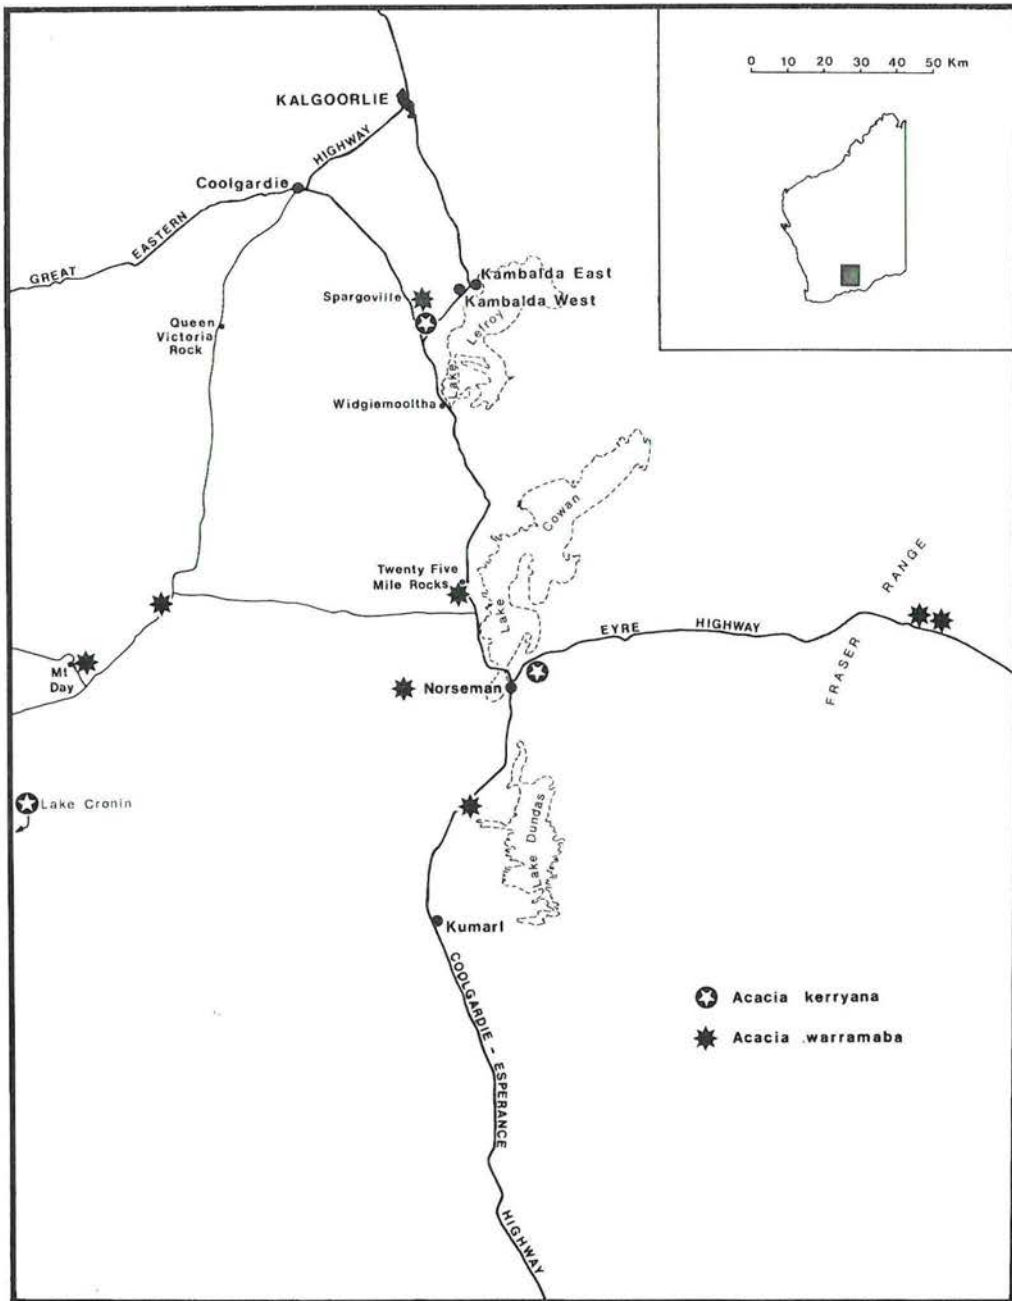 0 10 20 30 40 50 Km
KALGOORLIE
HIGHWAY
Coolgardie
GREAT EASTERN
Kambalda East
Spargoville
Kambalda West
Queen
Victoria
Rock
Lake Lefroy
Widgiemooltha
Lake Cowan
Twenty Five
Mile Rocks
FRASER RANGE
EYRE HIGHWAY
Mt
Day
Norseman
Lake Cronin
Lake Dundas
Kumarl
COOLGARDIE - ESPERANCE HIGHWAY
Acacia kerryana
Acacia .warramaba